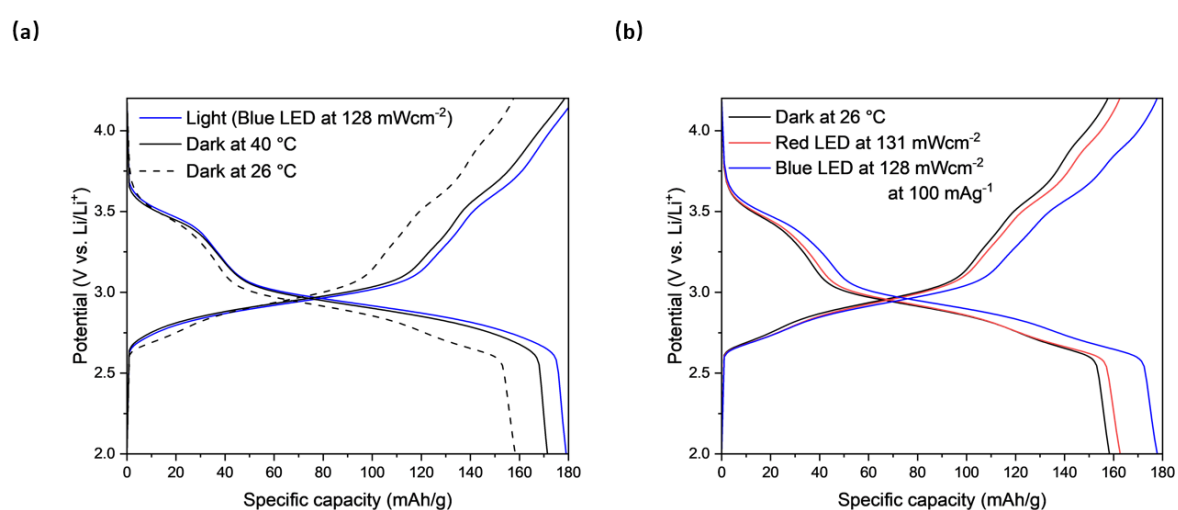 (a)
(b)
Light (Blue LED at 128 mWcm⁻²)
Dark at 40 °C
Dark at 26 °C
Potential (V vs. Li/Li⁺)
4.0
3.5
3.0
2.5
2.0
0 20 40 60 80 100 120 140 160 180
Specific capacity (mAh/g)
Dark at 26 °C
Red LED at 131 mWcm⁻²
Blue LED at 128 mWcm⁻²
at 100 mAg⁻¹
Potential (V vs. Li/Li⁺)
4.0
3.5
3.0
2.5
2.0
0 20 40 60 80 100 120 140 160 180
Specific capacity (mAh/g)